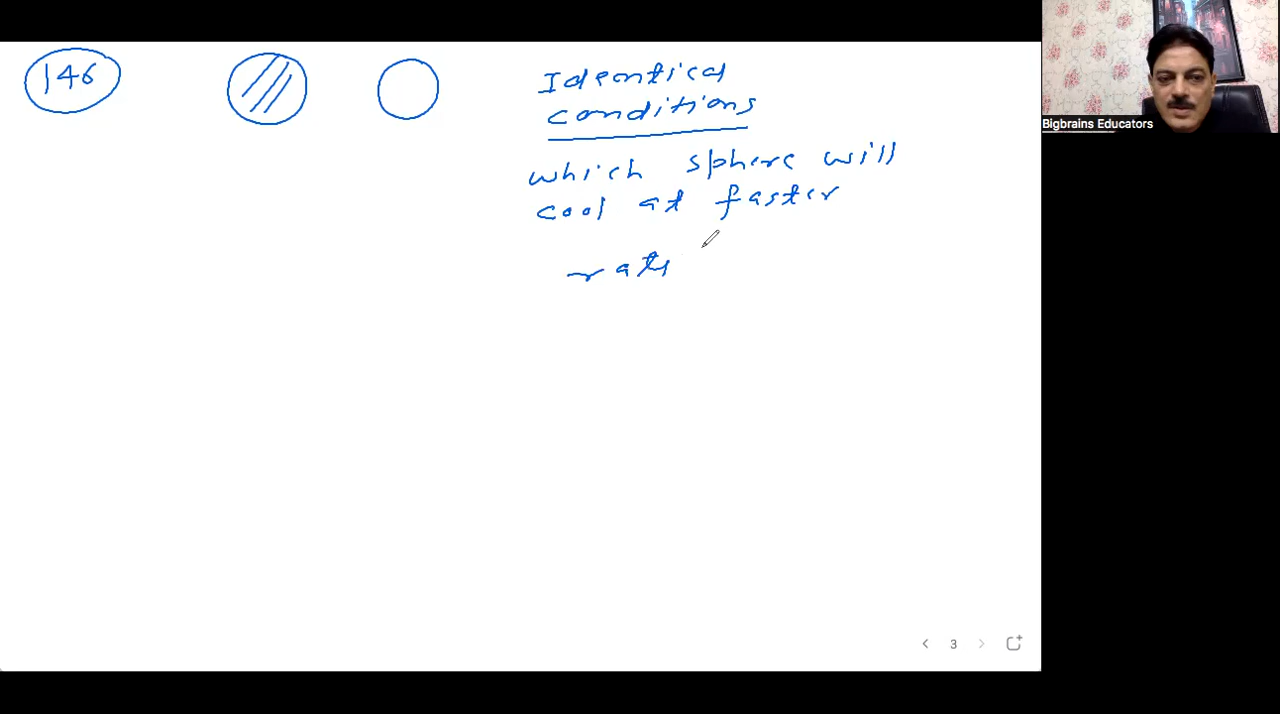 146
Identical
conditions
which sphere will
cool at faster
rate
Bigbrains Educators
3